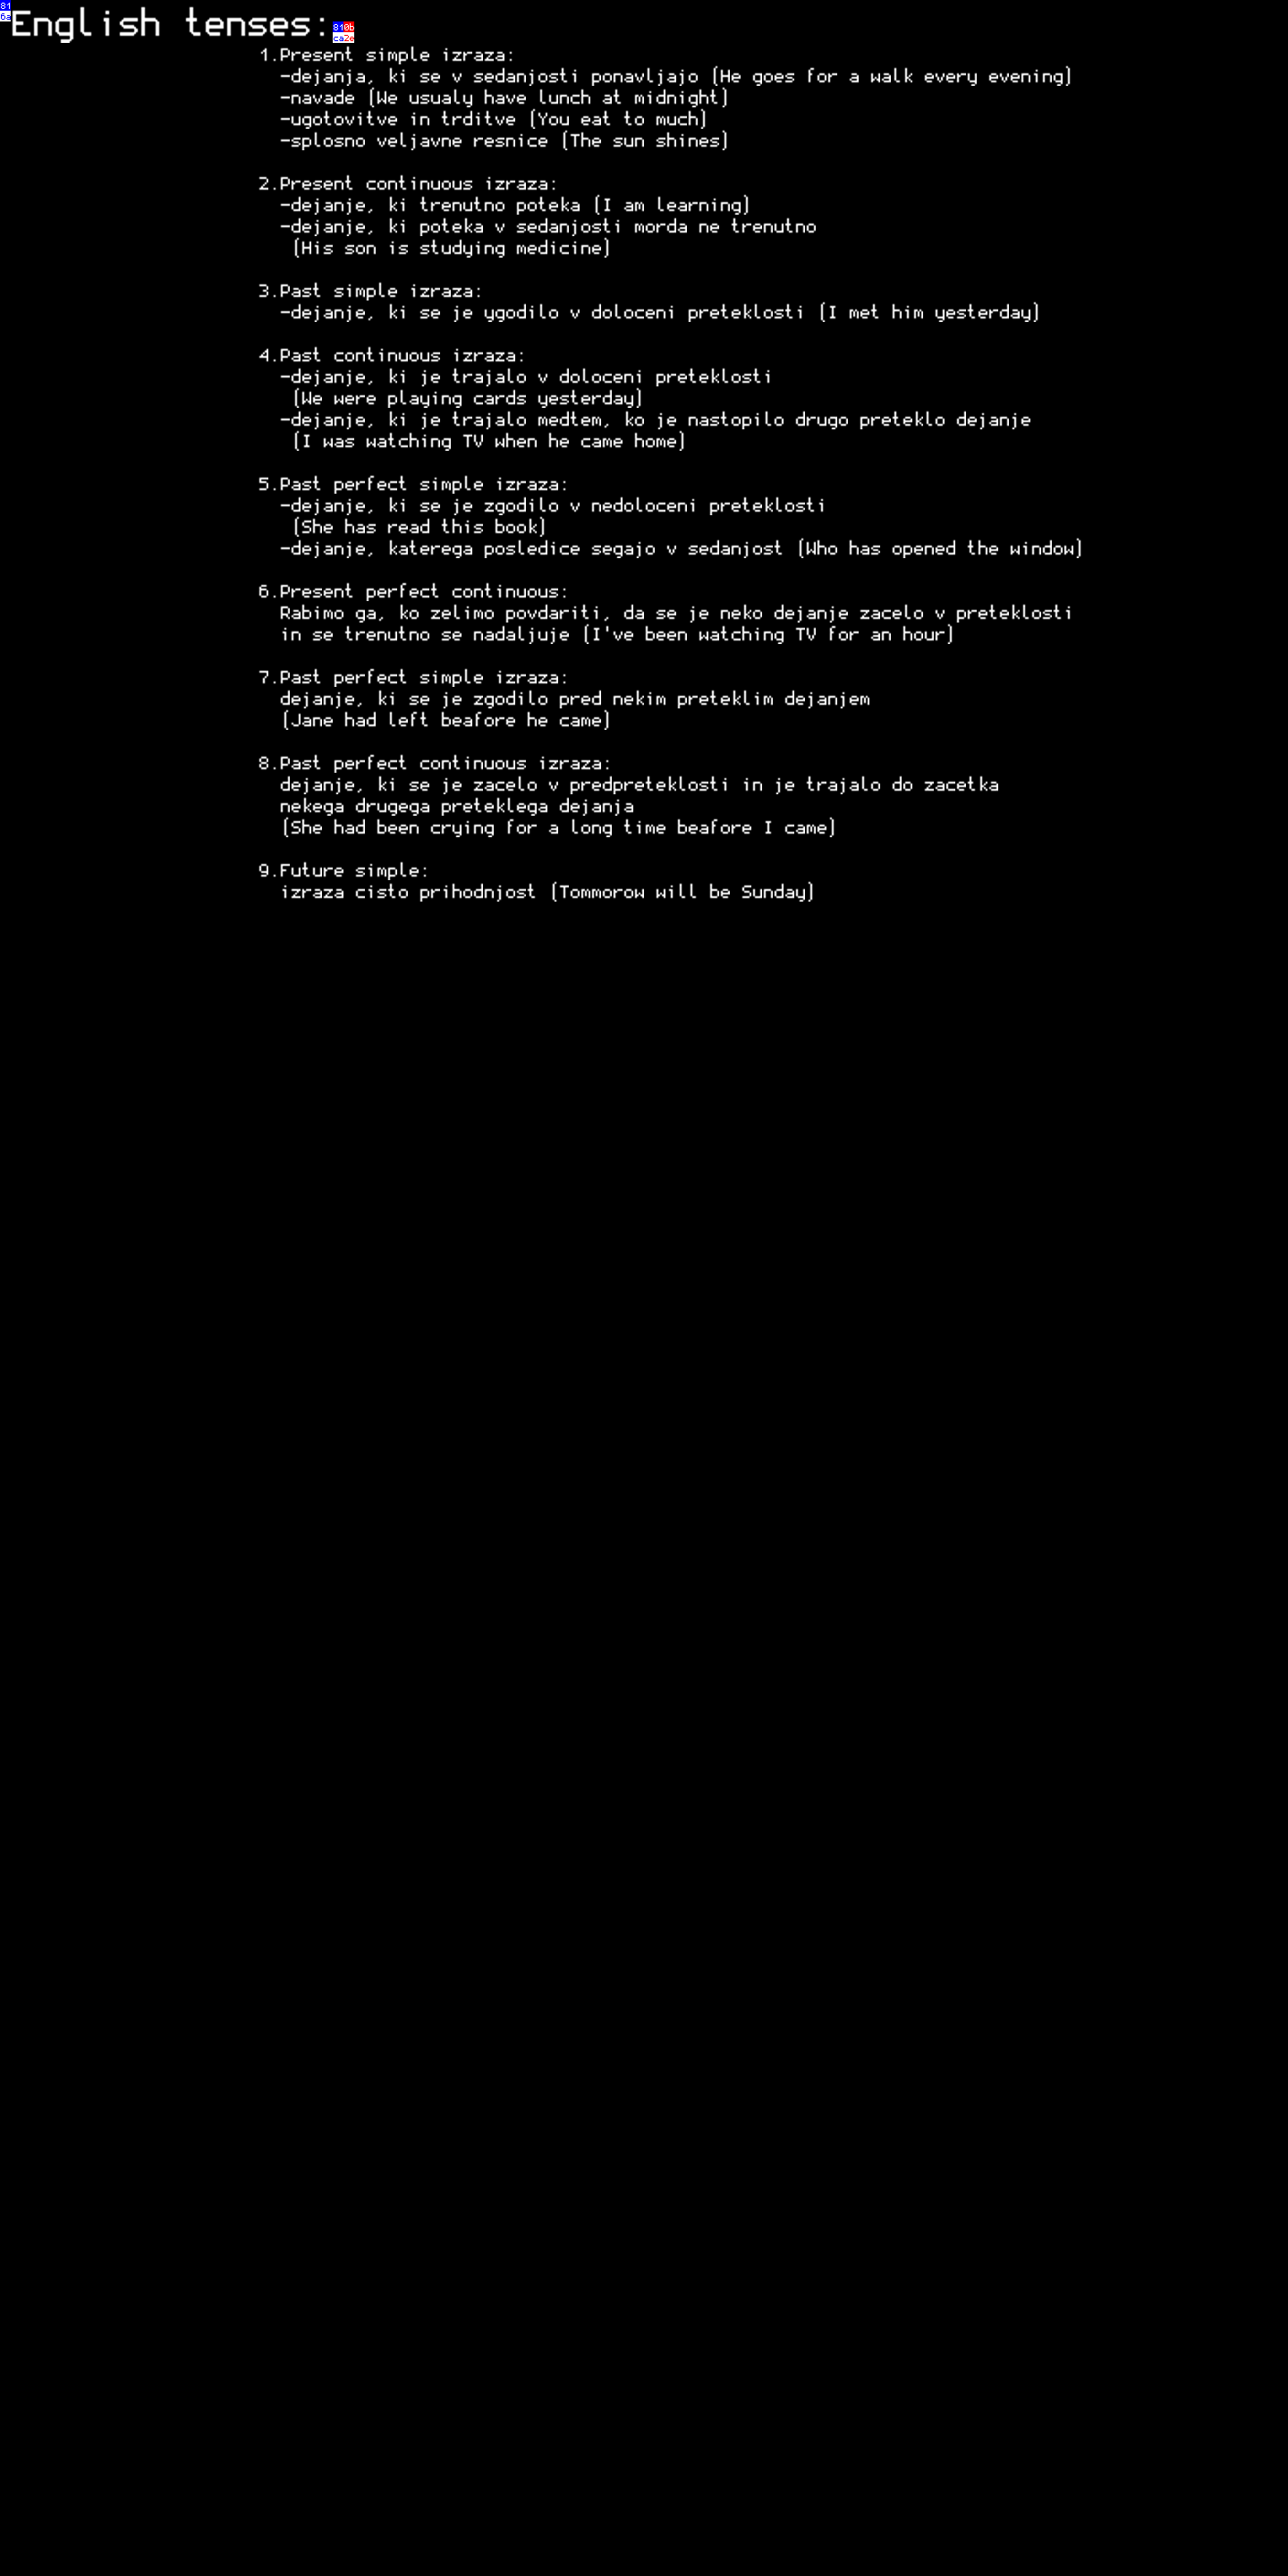 English tenses:
1.Present simple izraza:
-dejanja, ki se v sedanjosti ponavljajo (He goes for a walk every evening)
-navade (We usualy have lunch at midnight)
-ugotovitve in trditve (You eat to much)
-splosno veljavne resnice (The sun shines)
2.Present continuous izraza:
-dejanje, ki trenutno poteka (I am learning)
-dejanje, ki poteka v sedanjosti morda ne trenutno
(His son is studying medicine)
3.Past simple izraza:
-dejanje, ki se je ygodilo v doloceni preteklosti (I met him yesterday)
4.Past continuous izraza:
-dejanje, ki je trajalo v doloceni preteklosti
(We were playing cards yesterday)
-dejanje, ki je trajalo medtem, ko je nastopilo drugo preteklo dejanje
(I was watching TV when he came home)
5.Past perfect simple izraza:
-dejanje, ki se je zgodilo v nedoloceni preteklosti
(She has read this book)
-dejanje, katerega posledice segajo v sedanjost (Who has opened the window)
6.Present perfect continuous:
Rabimo ga, ko zelimo povdariti, da se je neko dejanje zacelo v preteklosti
in se trenutno se nadaljuje (I've been watching TV for an hour)
7.Past perfect simple izraza:
dejanje, ki se je zgodilo pred nekim preteklim dejanjem
(Jane had left beafore he came)
8.Past perfect continuous izraza:
dejanje, ki se je zacelo v predpreteklosti in je trajalo do zacetka
nekega drugega preteklega dejanja
(She had been crying for a long time beafore I came)
9.Future simple:
izraza cisto prihodnjost (Tommorow will be Sunday)